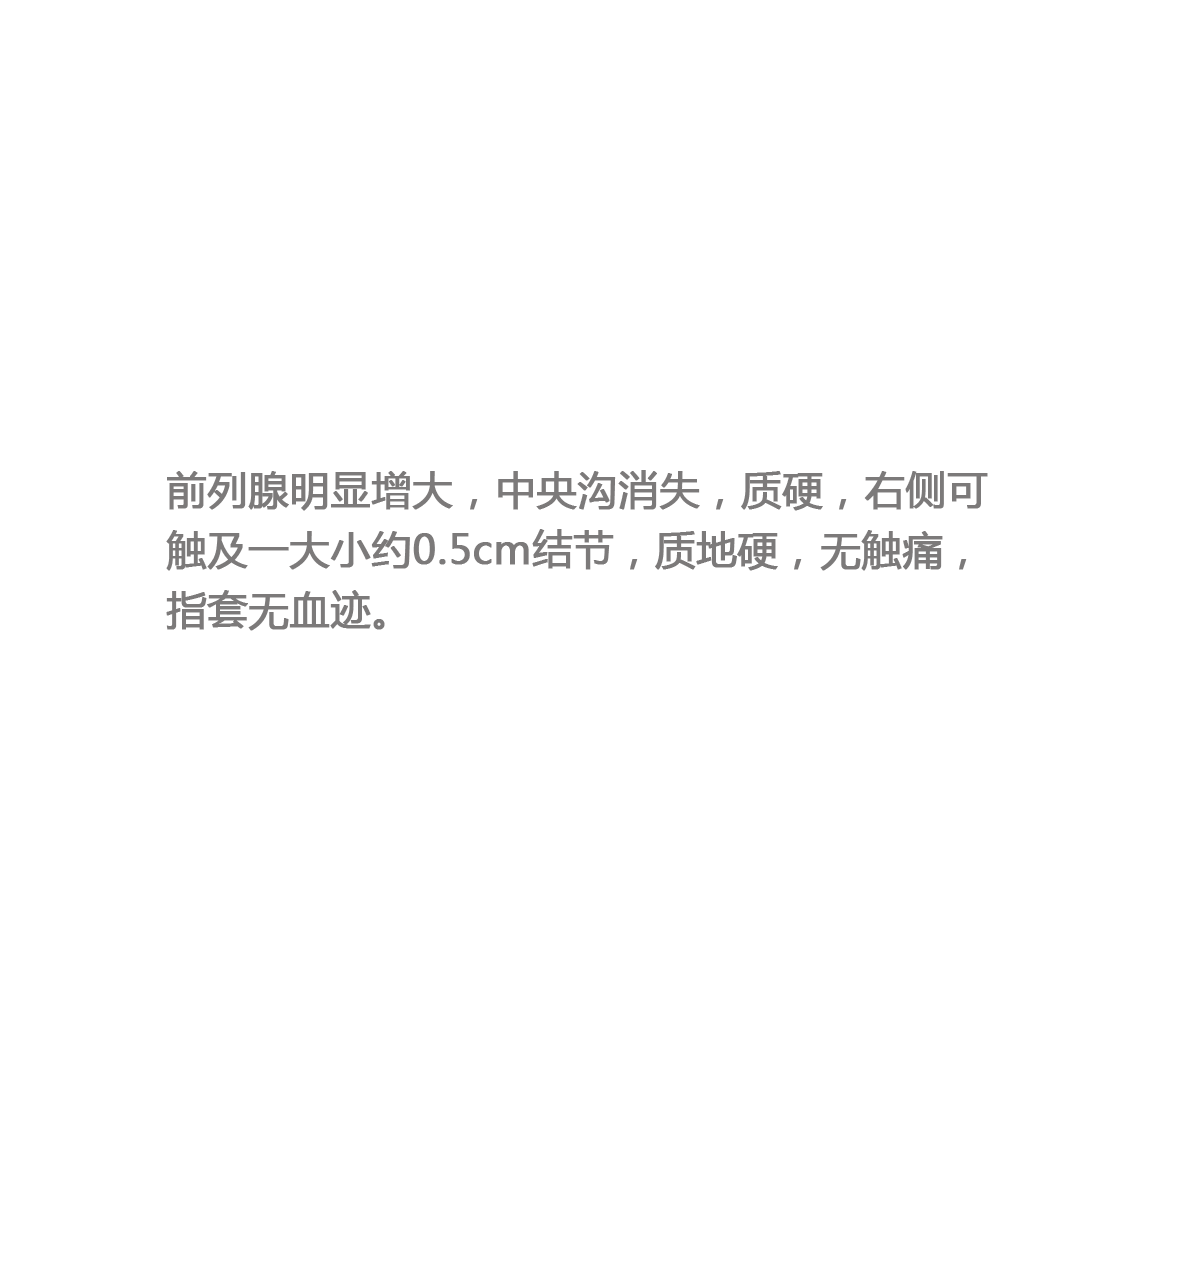 前列腺明显增大，中央沟消失，质硬，右侧可
触及一大小约0.5cm结节，质地硬，无触痛，
指套无血迹。